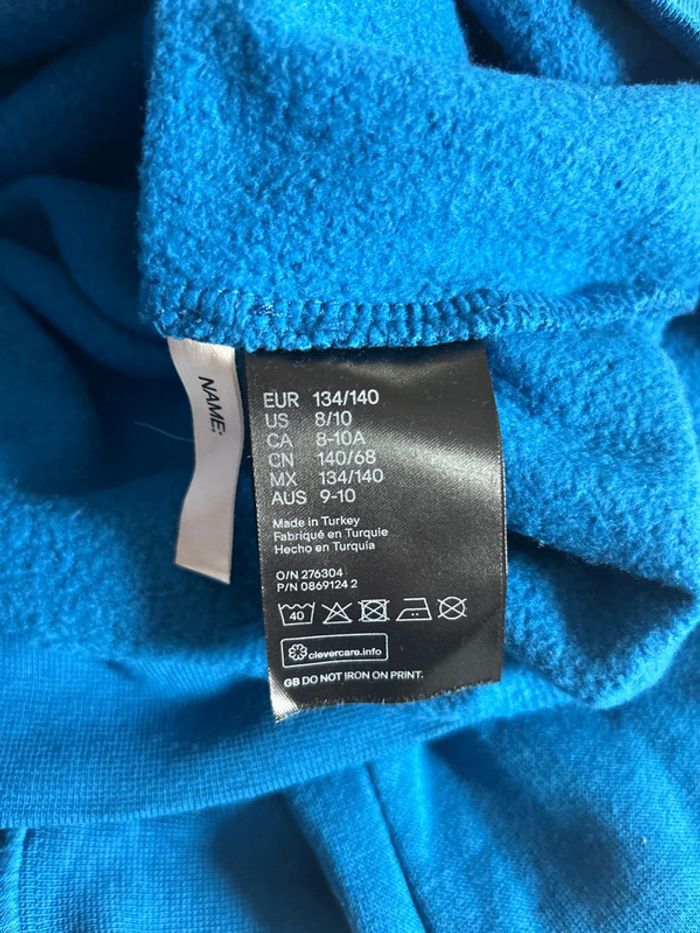 NAME:
EUR 134/140
US 8/10
CA 8-10A
CN 140/68
MX 134/140
AUS 9-10
Made in Turkey
Fabriqué en Turquie
Hecho en Turquía
O/N 276304
P/N 0869124 2
40
clevercare.info
GB DO NOT IRON ON PRINT.